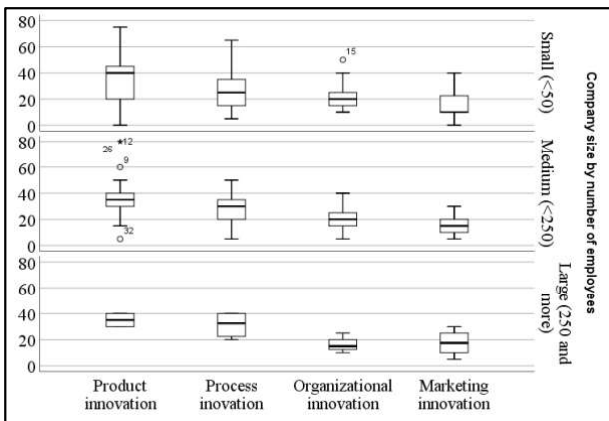 80
60
40
20
0
15
Small (<50)
80
60
40
20
0
12
26
9
32
Medium (<250)
80
60
40
20
0
Large (250 and
more)
Product
innovation
Process
inovation
Organizational
innovation
Marketing
innovation
Company size by number of employees